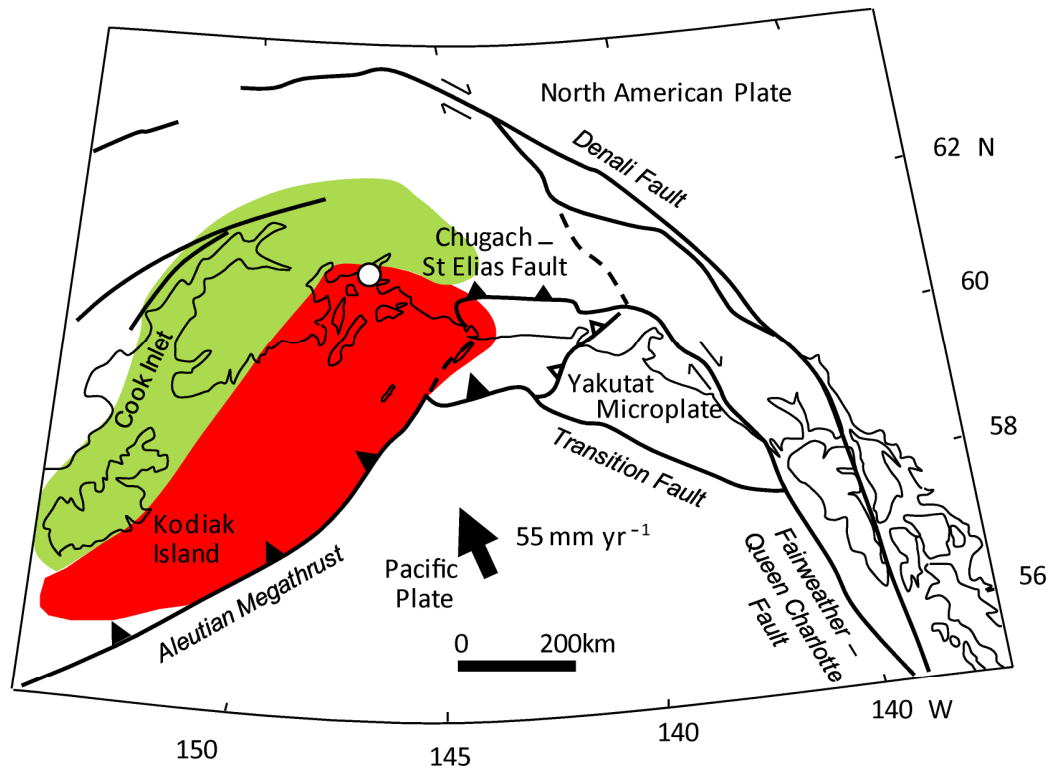 North American Plate
62 N
Denali Fault
Chugach –
St Elias Fault
60
Cook Inlet
Yakutat
Microplate
58
Transition Fault
Kodiak
Island
55 mm yr⁻¹
Pacific
Plate
56
Aleutian Megathrust
Fairweather –
Queen Charlotte
Fault
0 200km
150
145
140
140 W